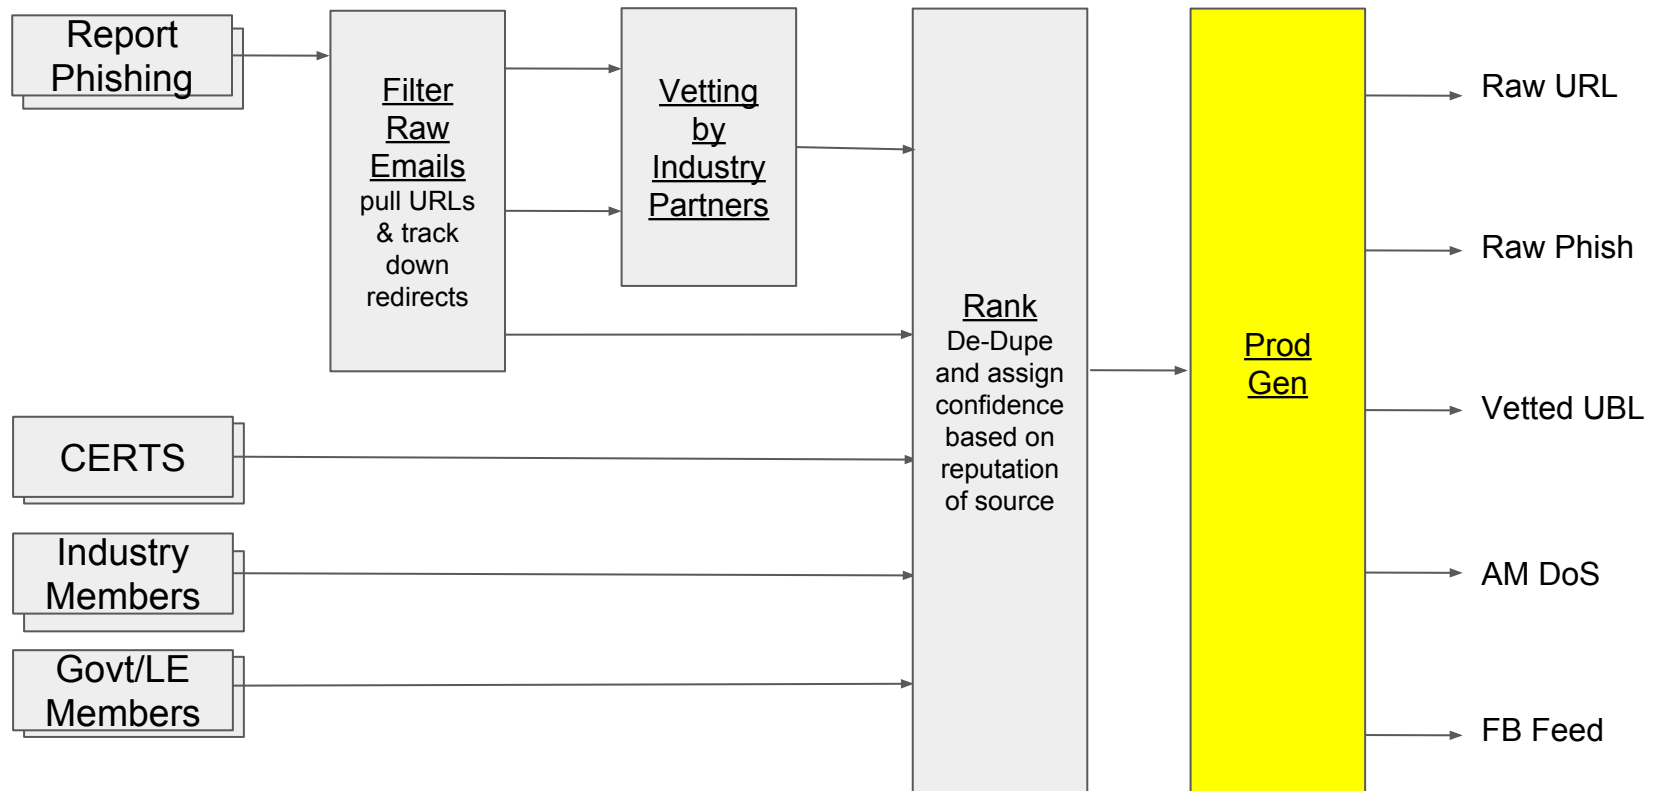 Report
Phishing
Filter
Raw
Emails
pull URLs
& track
down
redirects
Vetting
by
Industry
Partners
CERTS
Industry
Members
Govt/LE
Members
Rank
De-Dupe
and assign
confidence
based on
reputation
of source
Prod
Gen
Raw URL
Raw Phish
Vetted UBL
AM DoS
FB Feed